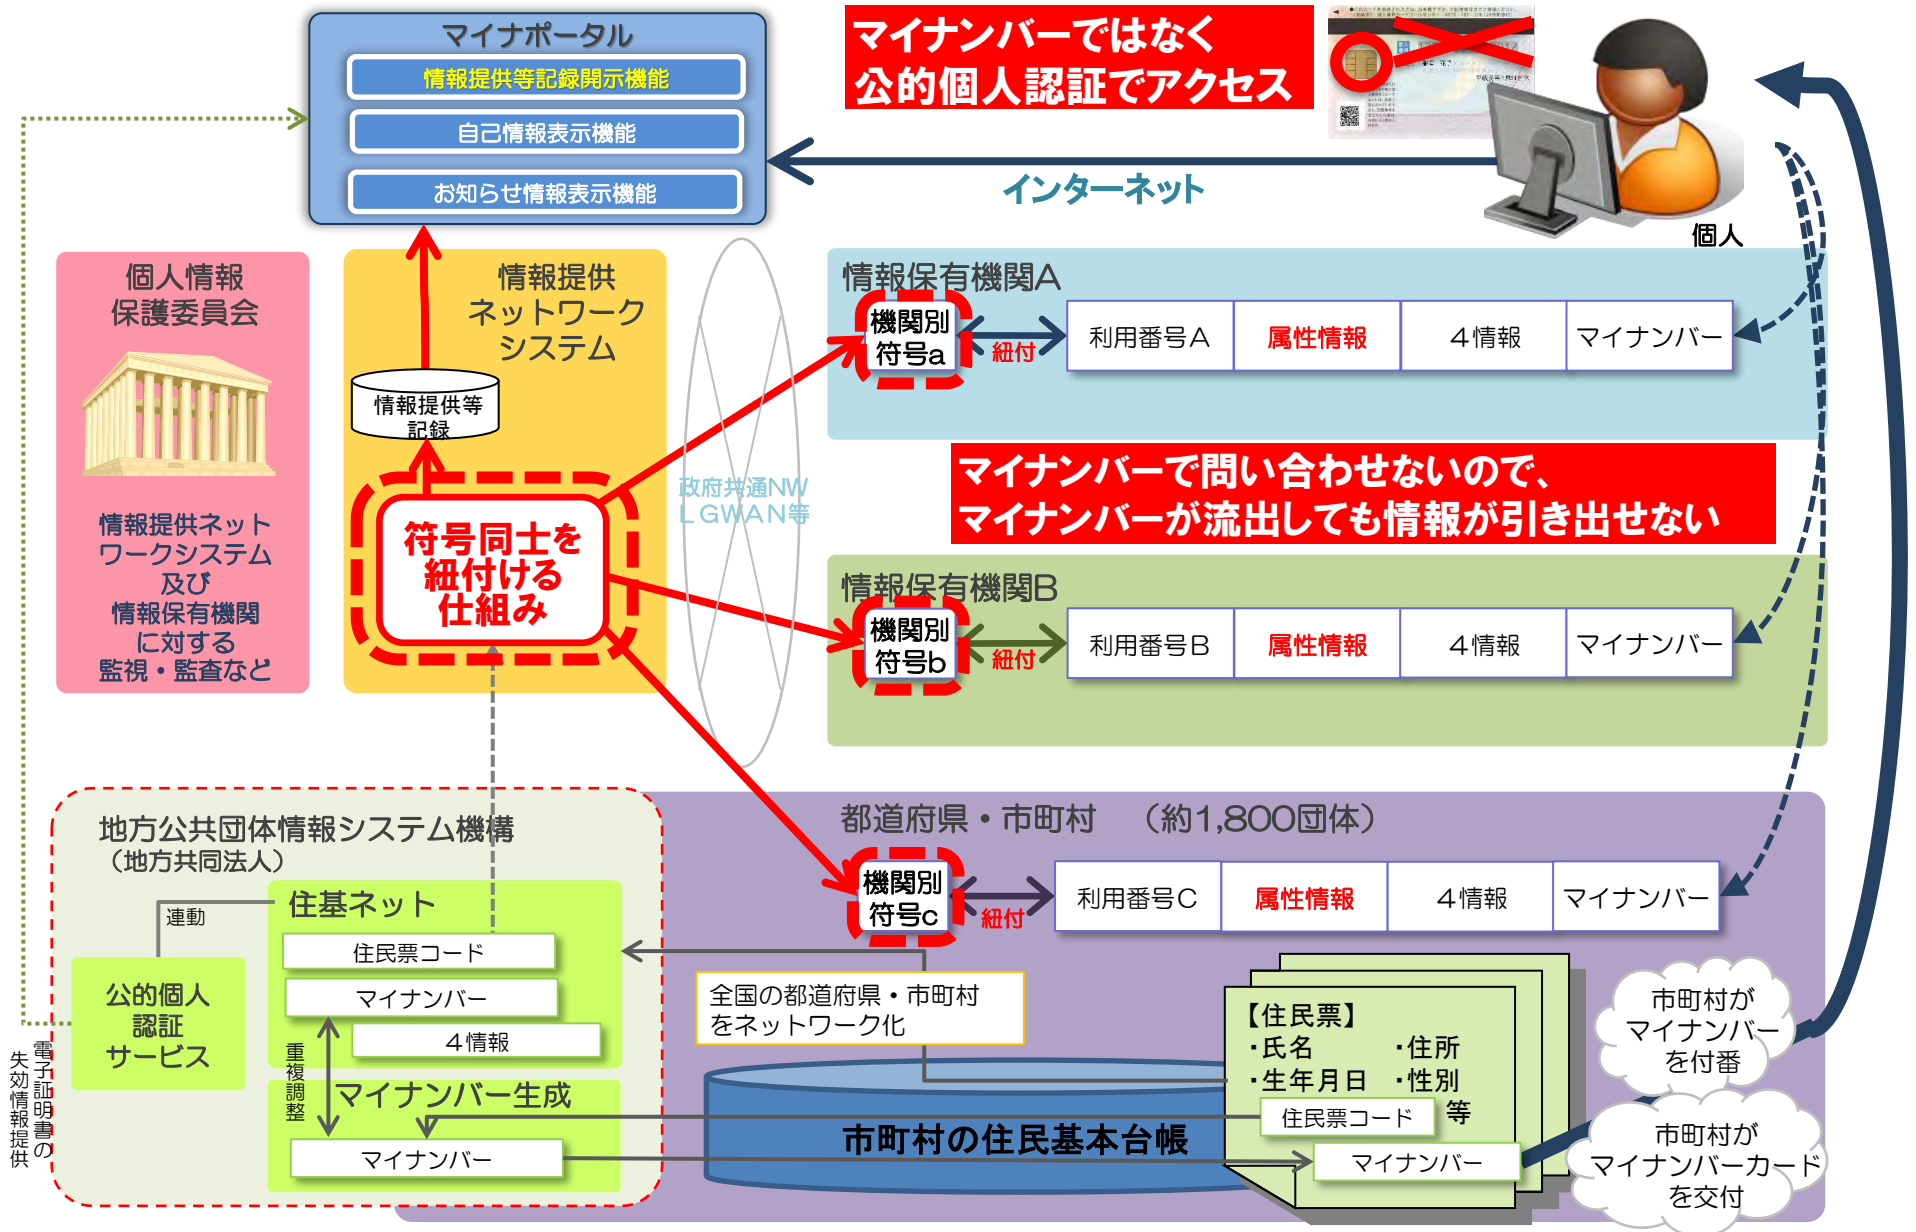 マイナポータル
情報提供等記録開示機能
自己情報表示機能
お知らせ情報表示機能
マイナンバーではなく
公的個人認証でアクセス
インターネット
個人
個人情報
保護委員会
情報提供ネット
ワークシステム
及び
情報保有機関
に対する
監視・監査など
情報提供
ネットワーク
システム
情報提供等
記録
符号同士を
紐付ける
仕組み
政府共通NW
LGWAN等
情報保有機関A
機関別
符号a
紐付
利用番号A
属性情報
4情報
マイナンバー
マイナンバーで問い合わせないので、
マイナンバーが流出しても情報が引き出せない
情報保有機関B
機関別
符号b
紐付
利用番号B
属性情報
4情報
マイナンバー
都道府県・市町村 (約1,800団体)
機関別
符号c
紐付
利用番号C
属性情報
4情報
マイナンバー
地方公共団体情報システム機構
(地方共同法人)
住基ネット
連動
住民票コード
マイナンバー
4情報
公的個人
認証
サービス
重複調整
マイナンバー生成
マイナンバー
電子証明書の
失効情報提供
全国の都道府県・市町村
をネットワーク化
市町村の住民基本台帳
【住民票】
・氏名 ・住所
・生年月日 ・性別
等
住民票コード
マイナンバー
市町村が
マイナンバー
を付番
市町村が
マイナンバーカード
を交付